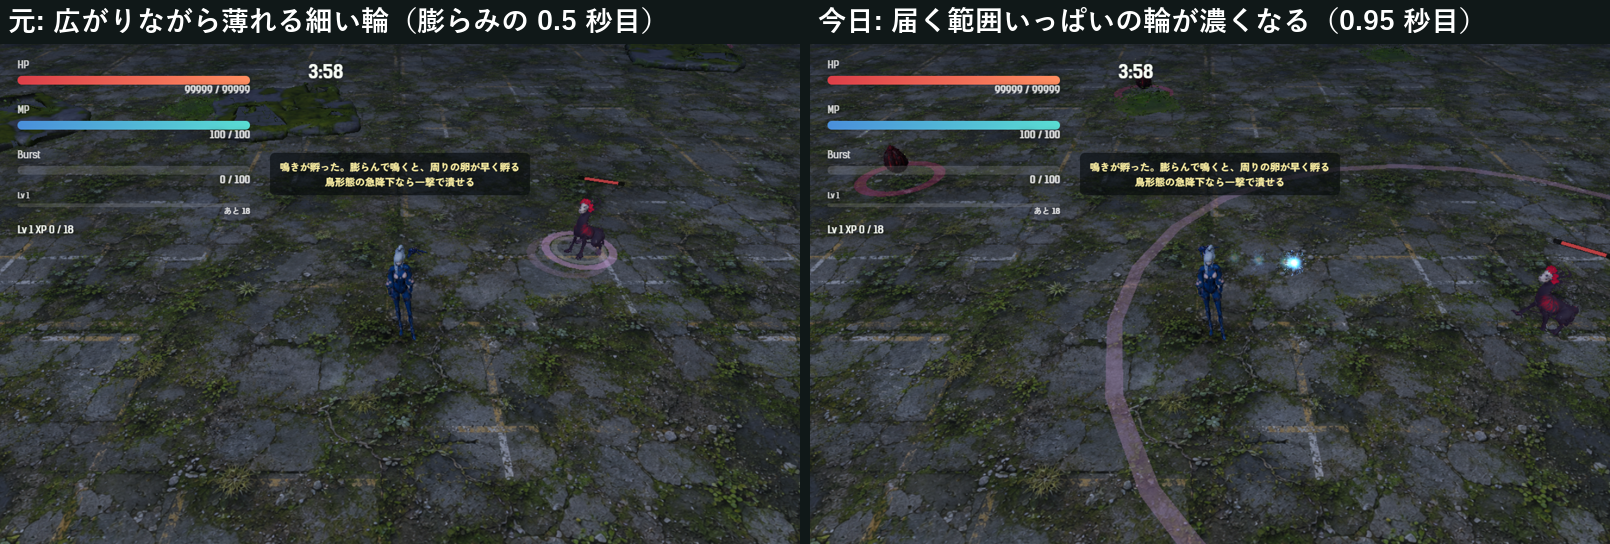 元: 広がりながら薄れる細い輪（膨らみの 0.5 秒目）
HP
3:58
99999 / 99999
MP
100 / 100
Burst
0 / 100
Lv 1
あと 18
Lv 1 XP 0 / 18
鳴きが孵った。膨らんで鳴くと、周りの卵が早く孵る
鳥形態の急降下なら一撃で潰せる
今日: 届く範囲いっぱいの輪が濃くなる（0.95 秒目）
HP
3:58
99999 / 99999
MP
100 / 100
Burst
0 / 100
Lv 1
あと 18
Lv 1 XP 0 / 18
鳴きが孵った。膨らんで鳴くと、周りの卵が早く孵る
鳥形態の急降下なら一撃で潰せる